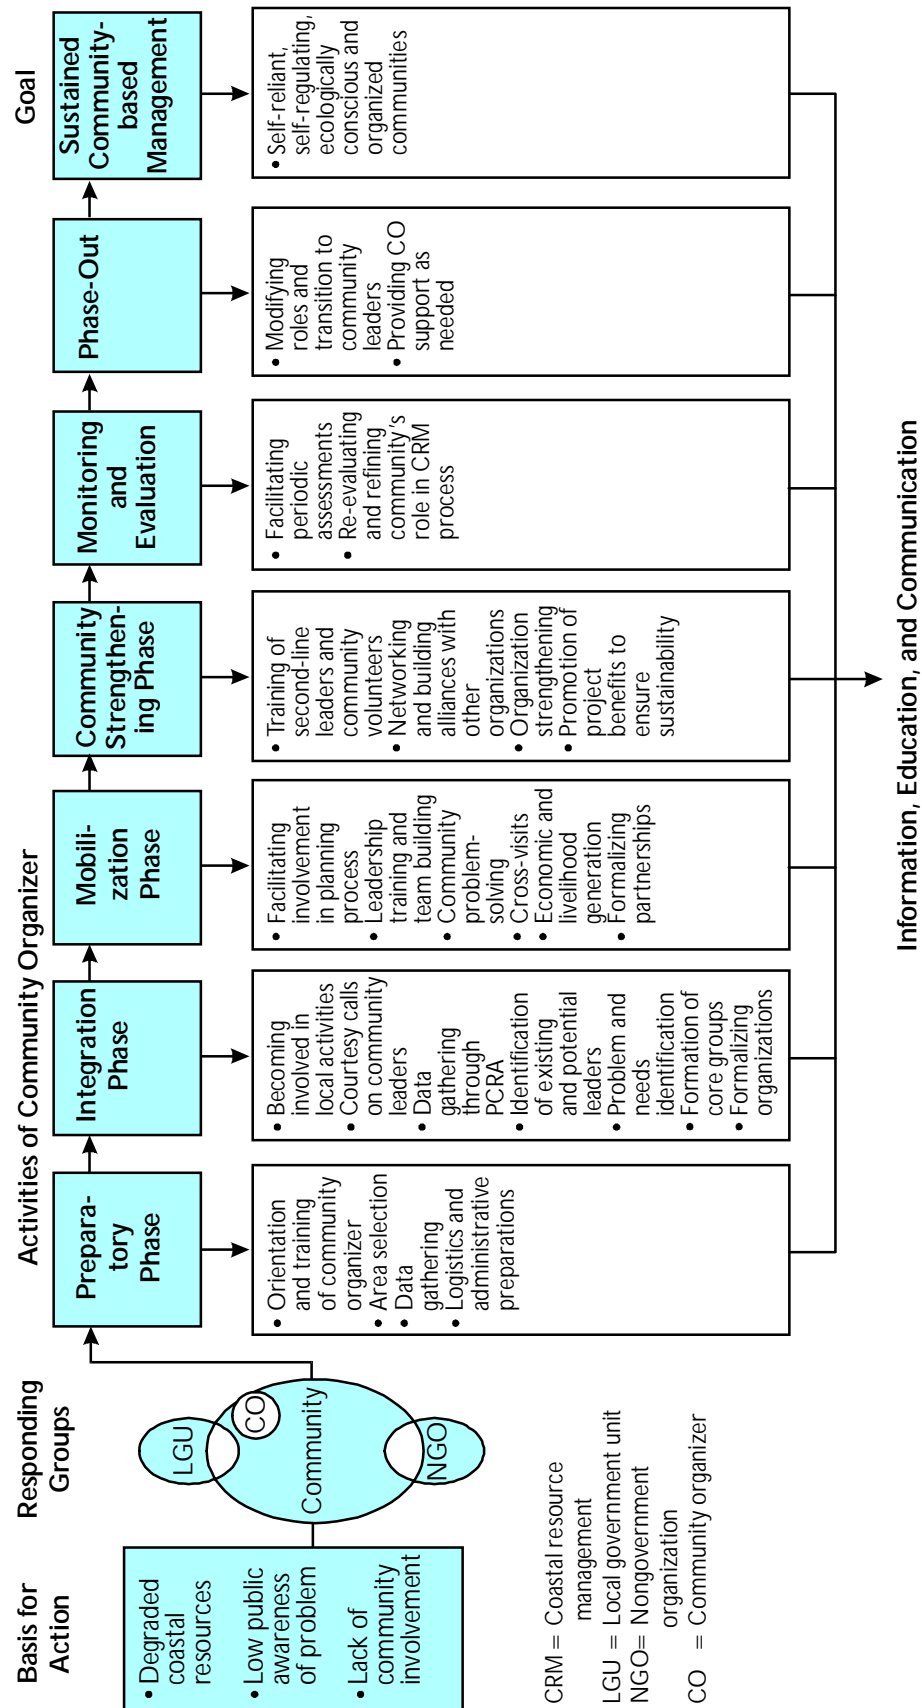 Basis for
Action
Responding
Groups
Activities of Community Organizer
Goal
• Degraded
coastal
resources
• Low public
awareness
of problem
• Lack of
community
involvement
LGU
CO
Community
NGO
Prepara-
tory
Phase
• Orientation
and training
of community
organizer
• Area selection
• Data
gathering
• Logistics and
administrative
preparations
Integration
Phase
• Becoming
involved in
local activities
• Courtesy calls
on community
leaders
• Data
gathering
through
PCRA
• Identification
of existing
and potential
leaders
• Problem and
needs
identification
• Formation of
core groups
• Formalizing
organizations
Mobili-
zation
Phase
• Facilitating
involvement
in planning
process
• Leadership
training and
team building
• Community
problem-
solving
• Cross-visits
• Economic and
livelihood
generation
• Formalizing
partnerships
Community
Strengthen-
ing Phase
• Training of
second-line
leaders and
community
volunteers
• Networking
and building
alliances with
other
organizations
• Organization
strengthening
• Promotion of
project
benefits to
ensure
sustainability
Monitoring
and
Evaluation
• Facilitating
periodic
assessments
• Re-evaluating
and refining
community's
role in CRM
process
Phase-Out
• Modifying
roles and
transition to
community
leaders
• Providing CO
support as
needed
Sustained
Community-
based
Management
• Self-reliant,
self-regulating,
ecologically
conscious and
organized
communities
CRM = Coastal resource
management
LGU = Local government unit
NGO= Nongovernment
organization
CO = Community organizer
Information, Education, and Communication